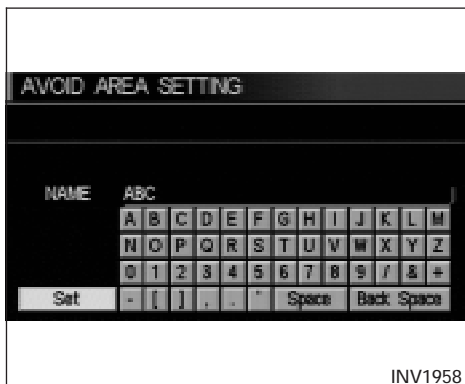 AVOID AREA SETTING
NAME ABC
A B C D E F G H I J K L M
N O P Q R S T U V W X Y Z
0 1 2 3 4 5 6 7 8 9 / & +
Set - [ ] Space Back Space
INV1958